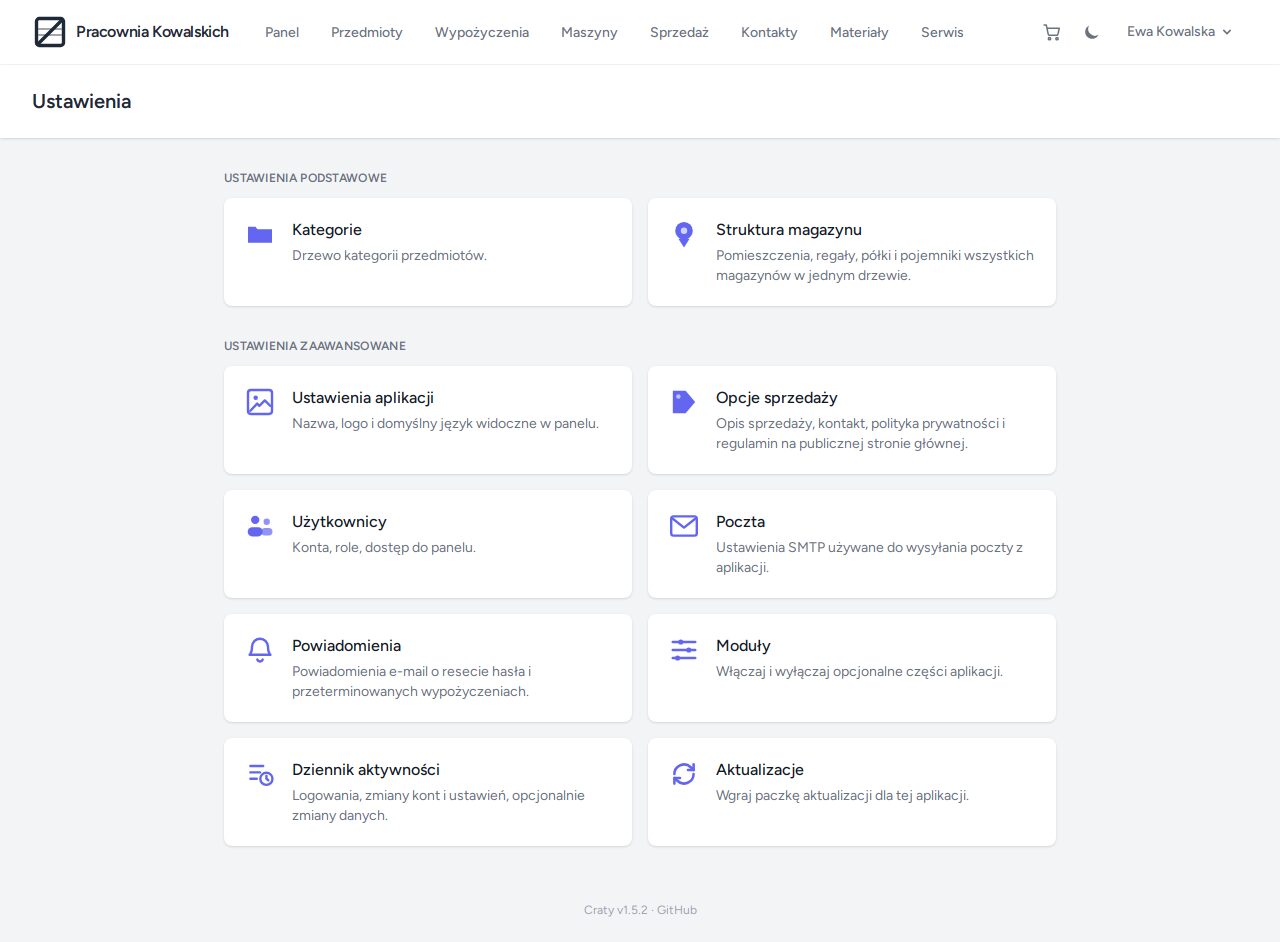 Pracownia Kowalskich Panel Przedmioty Wypożyczenia Maszyny Sprzedaż Kontakty Materiały Serwis Ewa Kowalska
Ustawienia
USTAWIENIA PODSTAWOWE
Kategorie
Drzewo kategorii przedmiotów.
Struktura magazynu
Pomieszczenia, regały, półki i pojemniki wszystkich
magazynów w jednym drzewie.
USTAWIENIA ZAAWANSOWANE
Ustawienia aplikacji
Nazwa, logo i domyślny język widoczne w panelu.
Opcje sprzedaży
Opis sprzedaży, kontakt, polityka prywatności i
regulamin na publicznej stronie głównej.
Użytkownicy
Konta, role, dostęp do panelu.
Poczta
Ustawienia SMTP używane do wysyłania poczty z
aplikacji.
Powiadomienia
Powiadomienia e-mail o resecie hasła i
przeterminowanych wypożyczeniach.
Moduły
Włączaj i wyłączaj opcjonalne części aplikacji.
Dziennik aktywności
Logowania, zmiany kont i ustawień, opcjonalnie
zmiany danych.
Aktualizacje
Wgraj paczkę aktualizacji dla tej aplikacji.
Craty v1.5.2 · GitHub